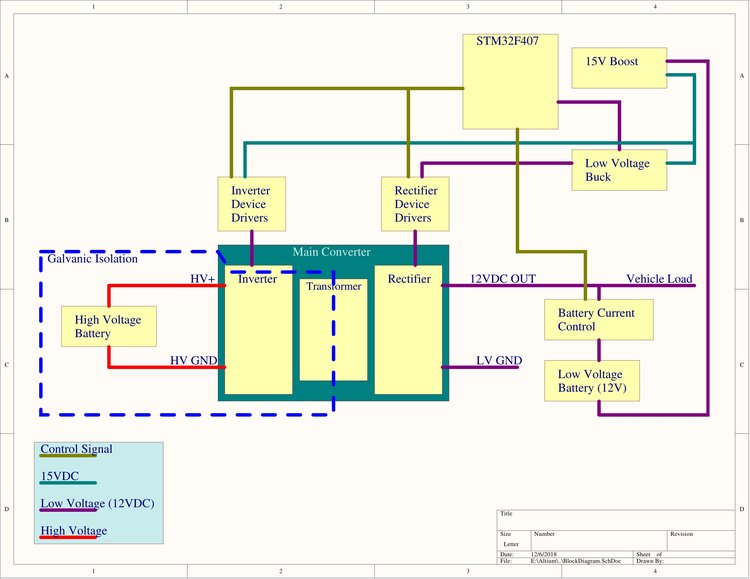 1 2 3 4
A A
STM32F407
15V Boost
Low Voltage
Buck
Inverter
Device
Drivers
Rectifier
Device
Drivers
B B
Main Converter
Galvanic Isolation
HV+
Inverter
Transformer
Rectifier
12VDC OUT
Vehicle Load
High Voltage
Battery
Battery Current
Control
C C
HV GND
LV GND
Low Voltage
Battery (12V)
Control Signal
15VDC
Low Voltage (12VDC)
High Voltage
D D
Title
Size Number Revision
Letter
Date: 12/6/2018 Sheet of
File: E:\Altium\..\BlockDiagram.SchDoc Drawn By:
1 2 3 4